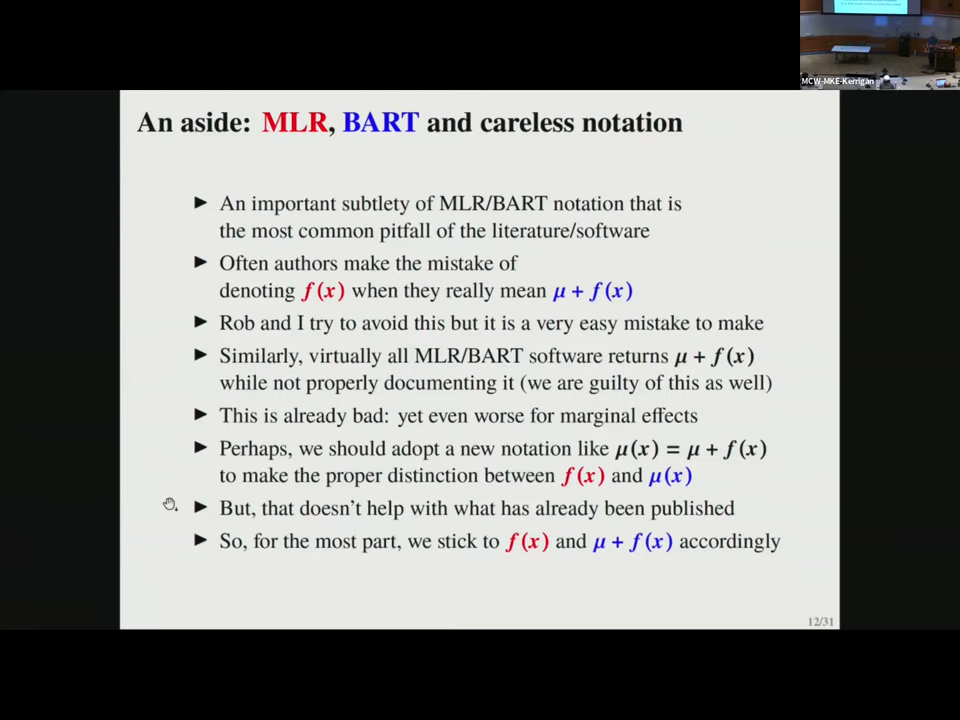 MCW-MKE-Kerrigan
An aside: MLR, BART and careless notation
▶ An important subtlety of MLR/BART notation that is
the most common pitfall of the literature/software
▶ Often authors make the mistake of
denoting f(x) when they really mean μ + f(x)
▶ Rob and I try to avoid this but it is a very easy mistake to make
▶ Similarly, virtually all MLR/BART software returns μ + f(x)
while not properly documenting it (we are guilty of this as well)
▶ This is already bad: yet even worse for marginal effects
▶ Perhaps, we should adopt a new notation like μ(x) = μ + f(x)
to make the proper distinction between f(x) and μ(x)
▶ But, that doesn't help with what has already been published
▶ So, for the most part, we stick to f(x) and μ + f(x) accordingly
12/31